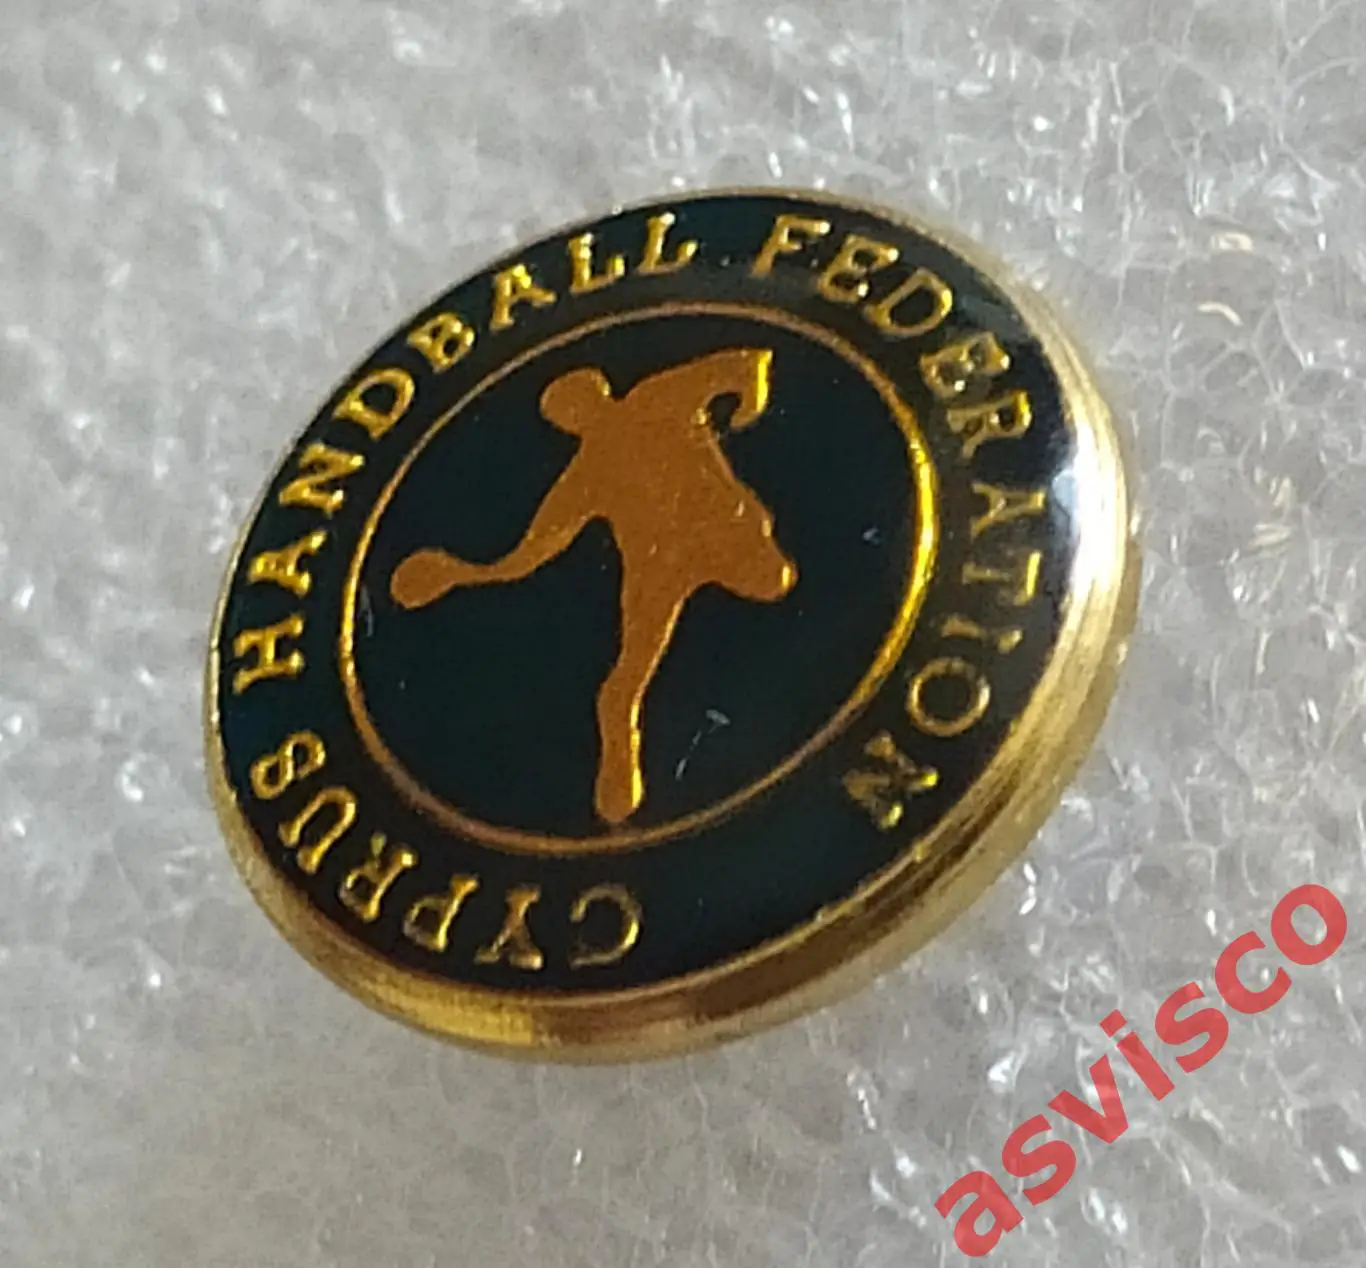 CYPRUS HANDBALL FEDERATION
asvisco